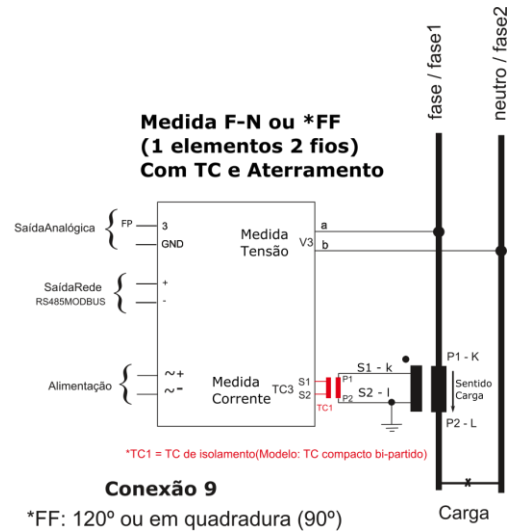 fase / fase1
neutro / fase2
Medida F-N ou *FF
(1 elementos 2 fios)
Com TC e Aterramento
SaídaAnalógica
FP
3
GND
Medida
Tensão
V3
a
b
SaídaRede
RS485MODBUS
+
-
Alimentação
~+
~-
Medida
Corrente
TC3
S1
S2
P1
P2
TC1
S1 - k
S2 - l
P1 - K
Sentido
Carga
P2 - L
*TC1 = TC de isolamento(Modelo: TC compacto bi-partido)
Conexão 9
*FF: 120º ou em quadratura (90º)
x
Carga